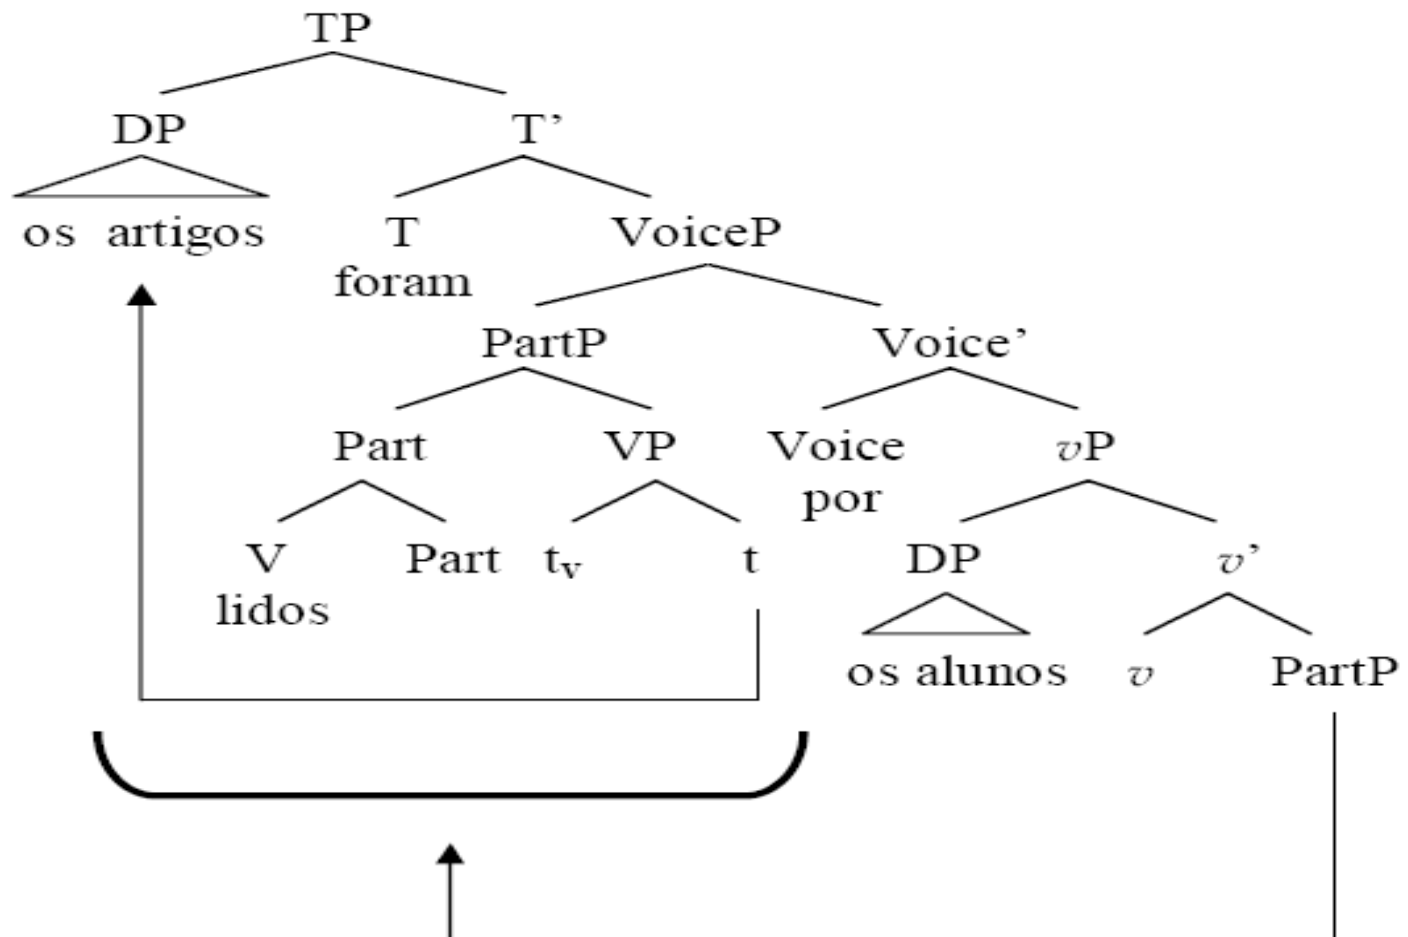 TP
DP T’
os artigos T VoiceP
foram
PartP Voice’
Part VP Voice vP
por
V Part tv t DP v’
lidos
os alunos v PartP